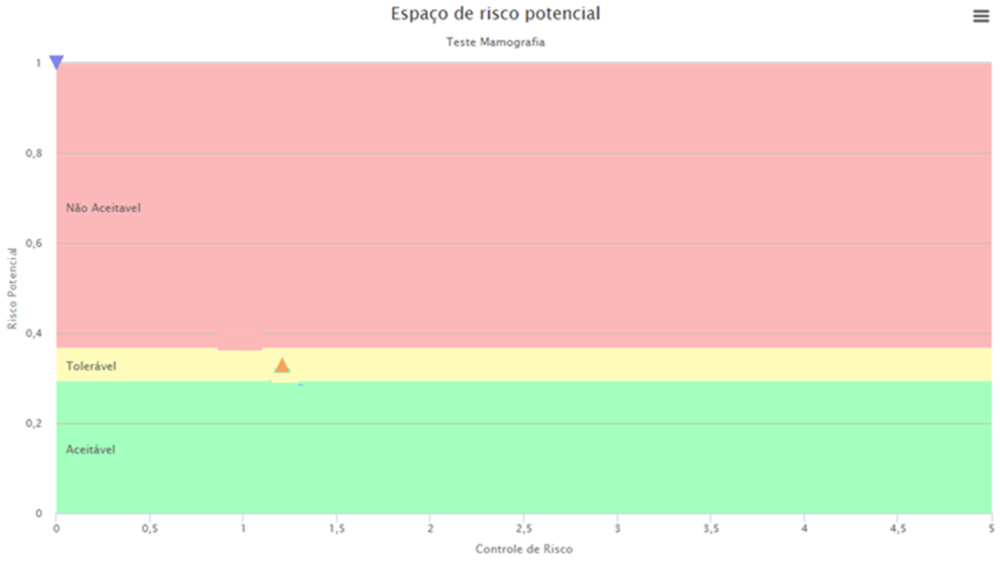 Espaço de risco potencial
Teste Mamografia
1
0,8
Não Aceitavel
0,6
Risco Potencial
0,4
Tolerável
0,2
Aceitável
0
0 0,5 1 1,5 2 2,5 3 3,5 4 4,5 5
Controle de Risco